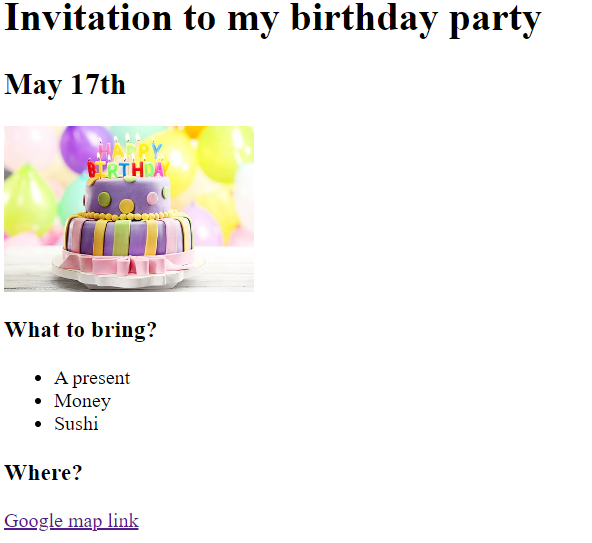 Invitation to my birthday party
May 17th
HAPPY
BIRTHDAY
What to bring?
A present
Money
Sushi
Where?
Google map link